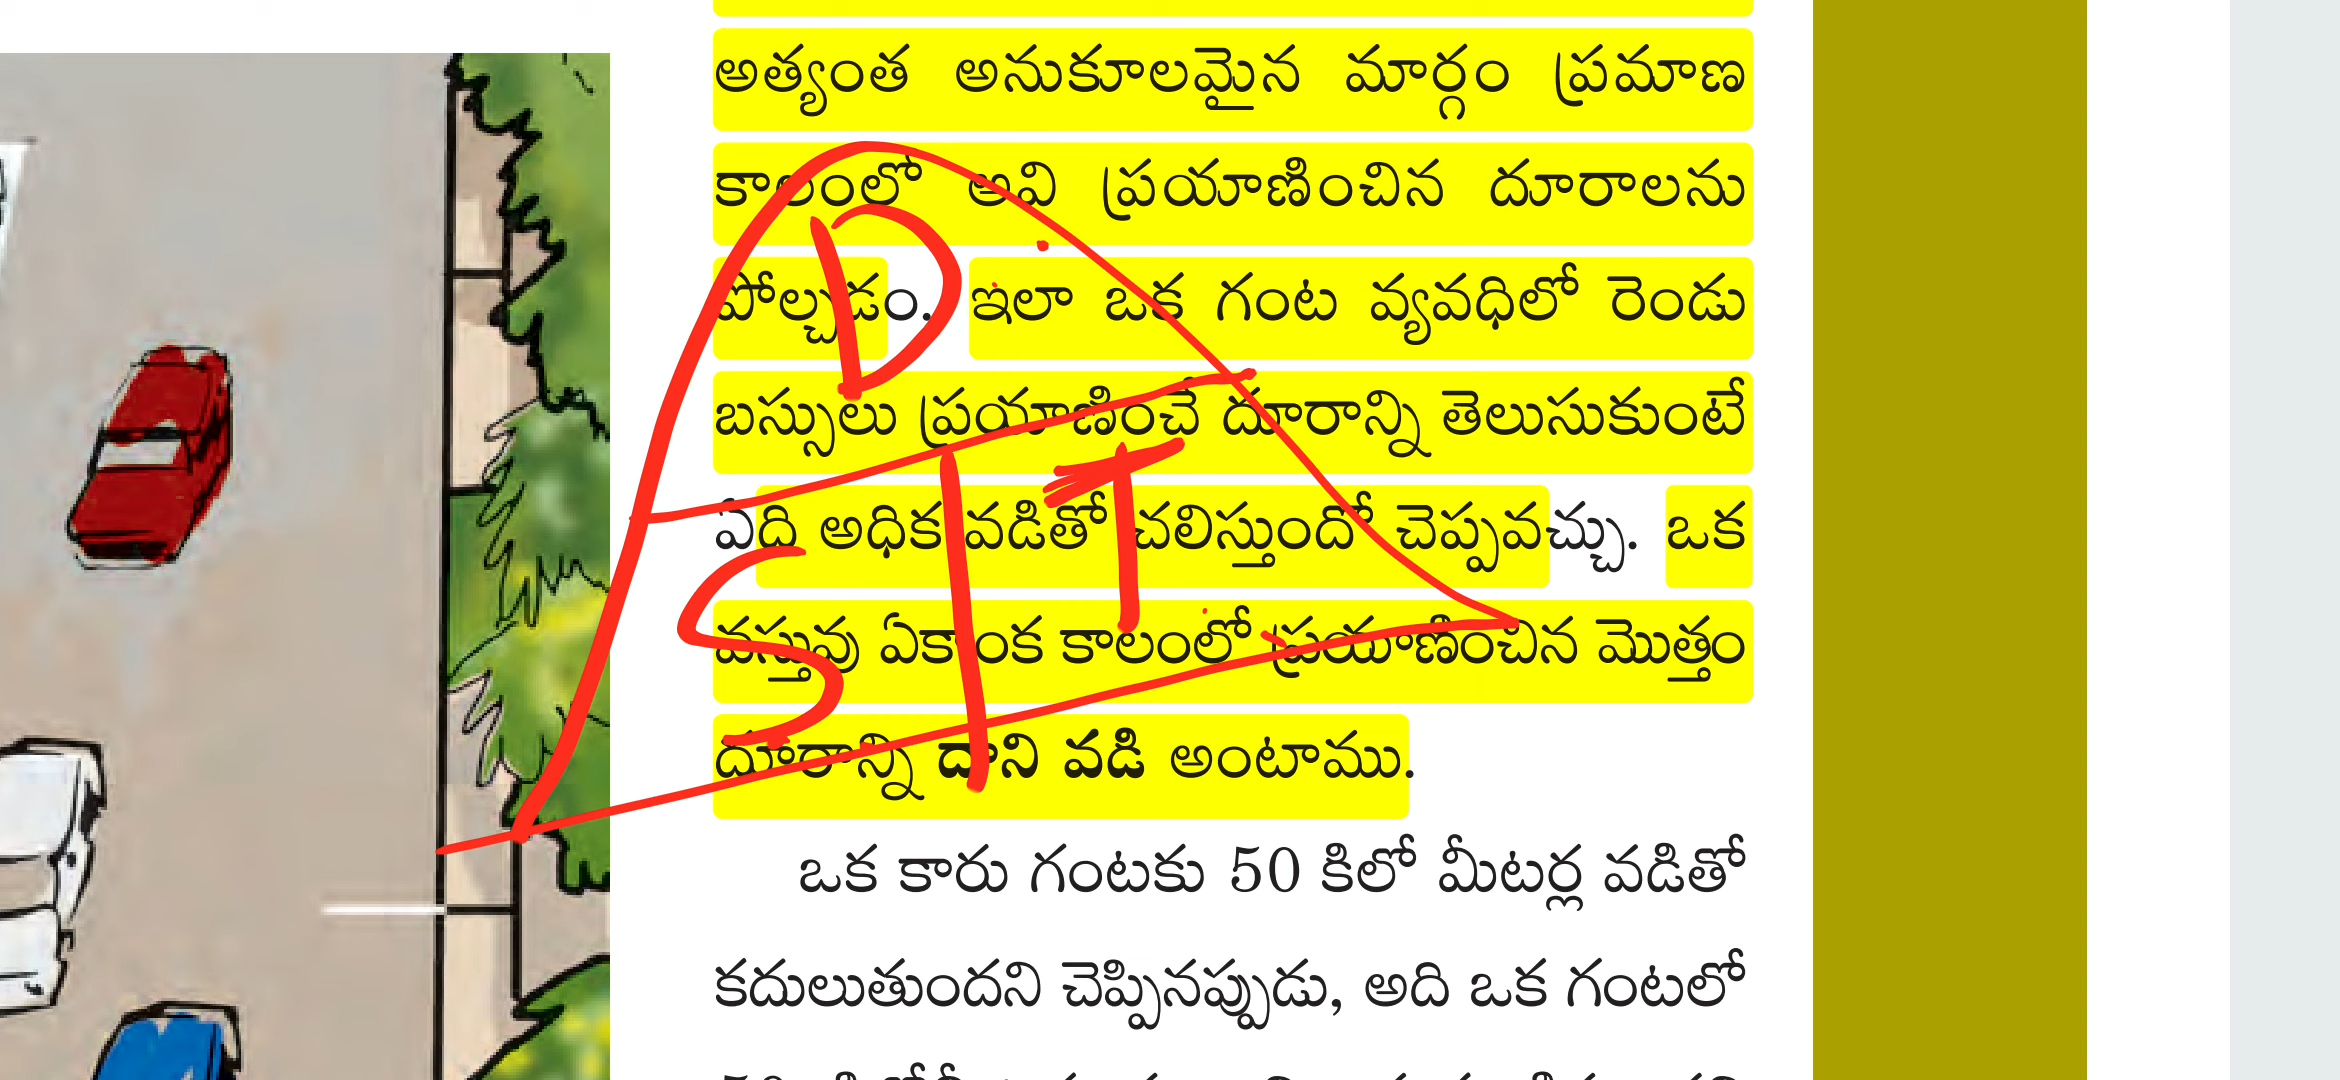 అత్యంత అనుకూలమైన మార్గం ప్రమాణ
కాలంలో అవి ప్రయాణించిన దూరాలను
పోల్చడం. ఇలా ఒక గంట వ్యవధిలో రెండు
బస్సులు ప్రయాణించే దూరాన్ని తెలుసుకుంటే
ఏది అధిక వడితో చలిస్తుందో చెప్పవచ్చు. ఒక
వస్తువు ఏకాంక కాలంలో ప్రయాణించిన మొత్తం
దూరాన్ని దాని వడి అంటాము.
ఒక కారు గంటకు 50 కిలో మీటర్ల వడితో
కదులుతుందని చెప్పినప్పుడు, అది ఒక గంటలో
D
S T